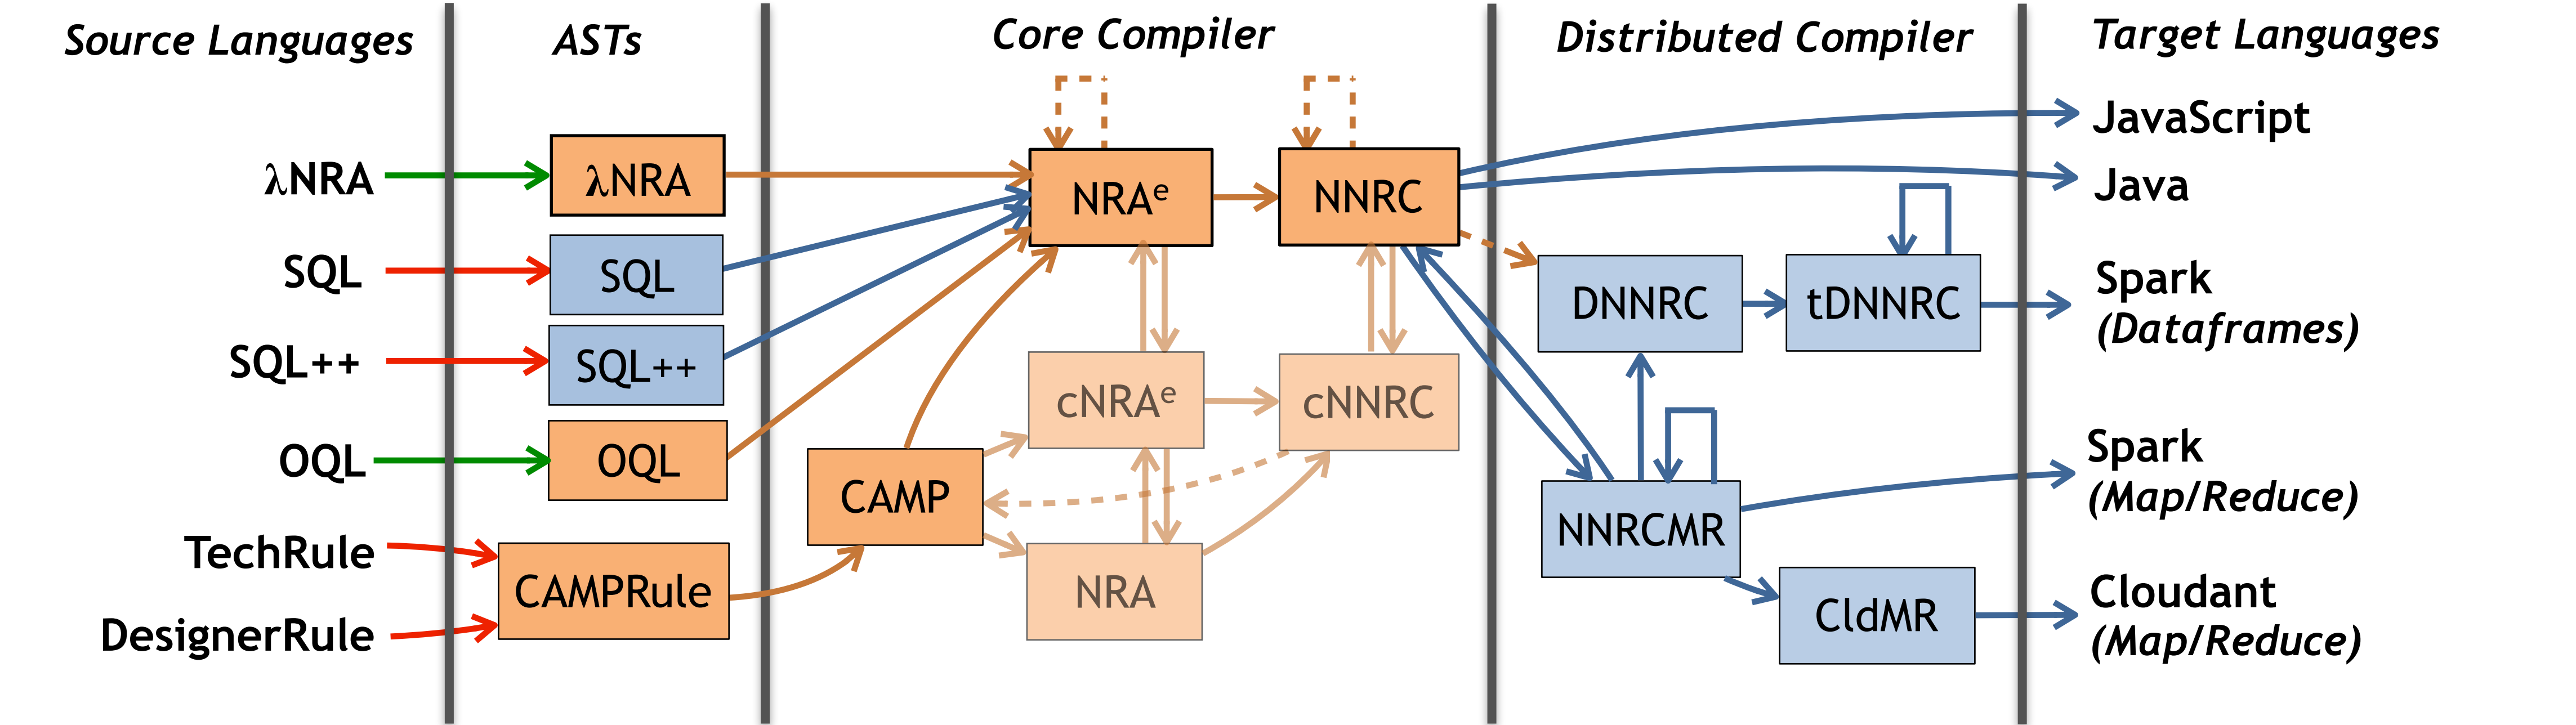 Source Languages
ASTs
Core Compiler
Distributed Compiler
Target Languages
λNRA
SQL
SQL++
OQL
TechRule
DesignerRule
λNRA
SQL
SQL++
OQL
CAMPRule
NRAᵉ
NNRC
cNRAᵉ
cNNRC
CAMP
NRA
DNNRC
tDNNRC
NNRCMR
CldMR
JavaScript
Java
Spark
(Dataframes)
Spark
(Map/Reduce)
Cloudant
(Map/Reduce)